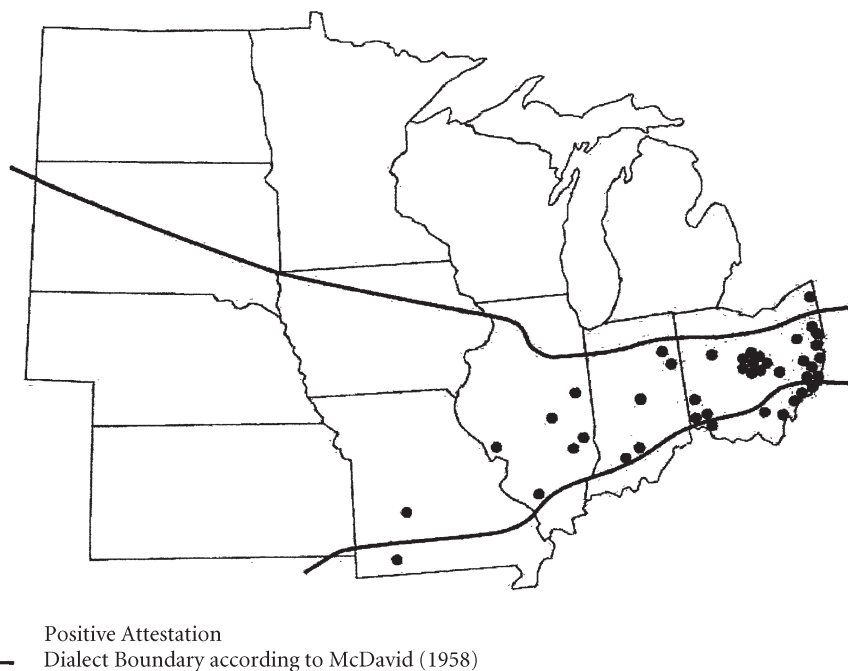 Positive Attestation
Dialect Boundary according to McDavid (1958)